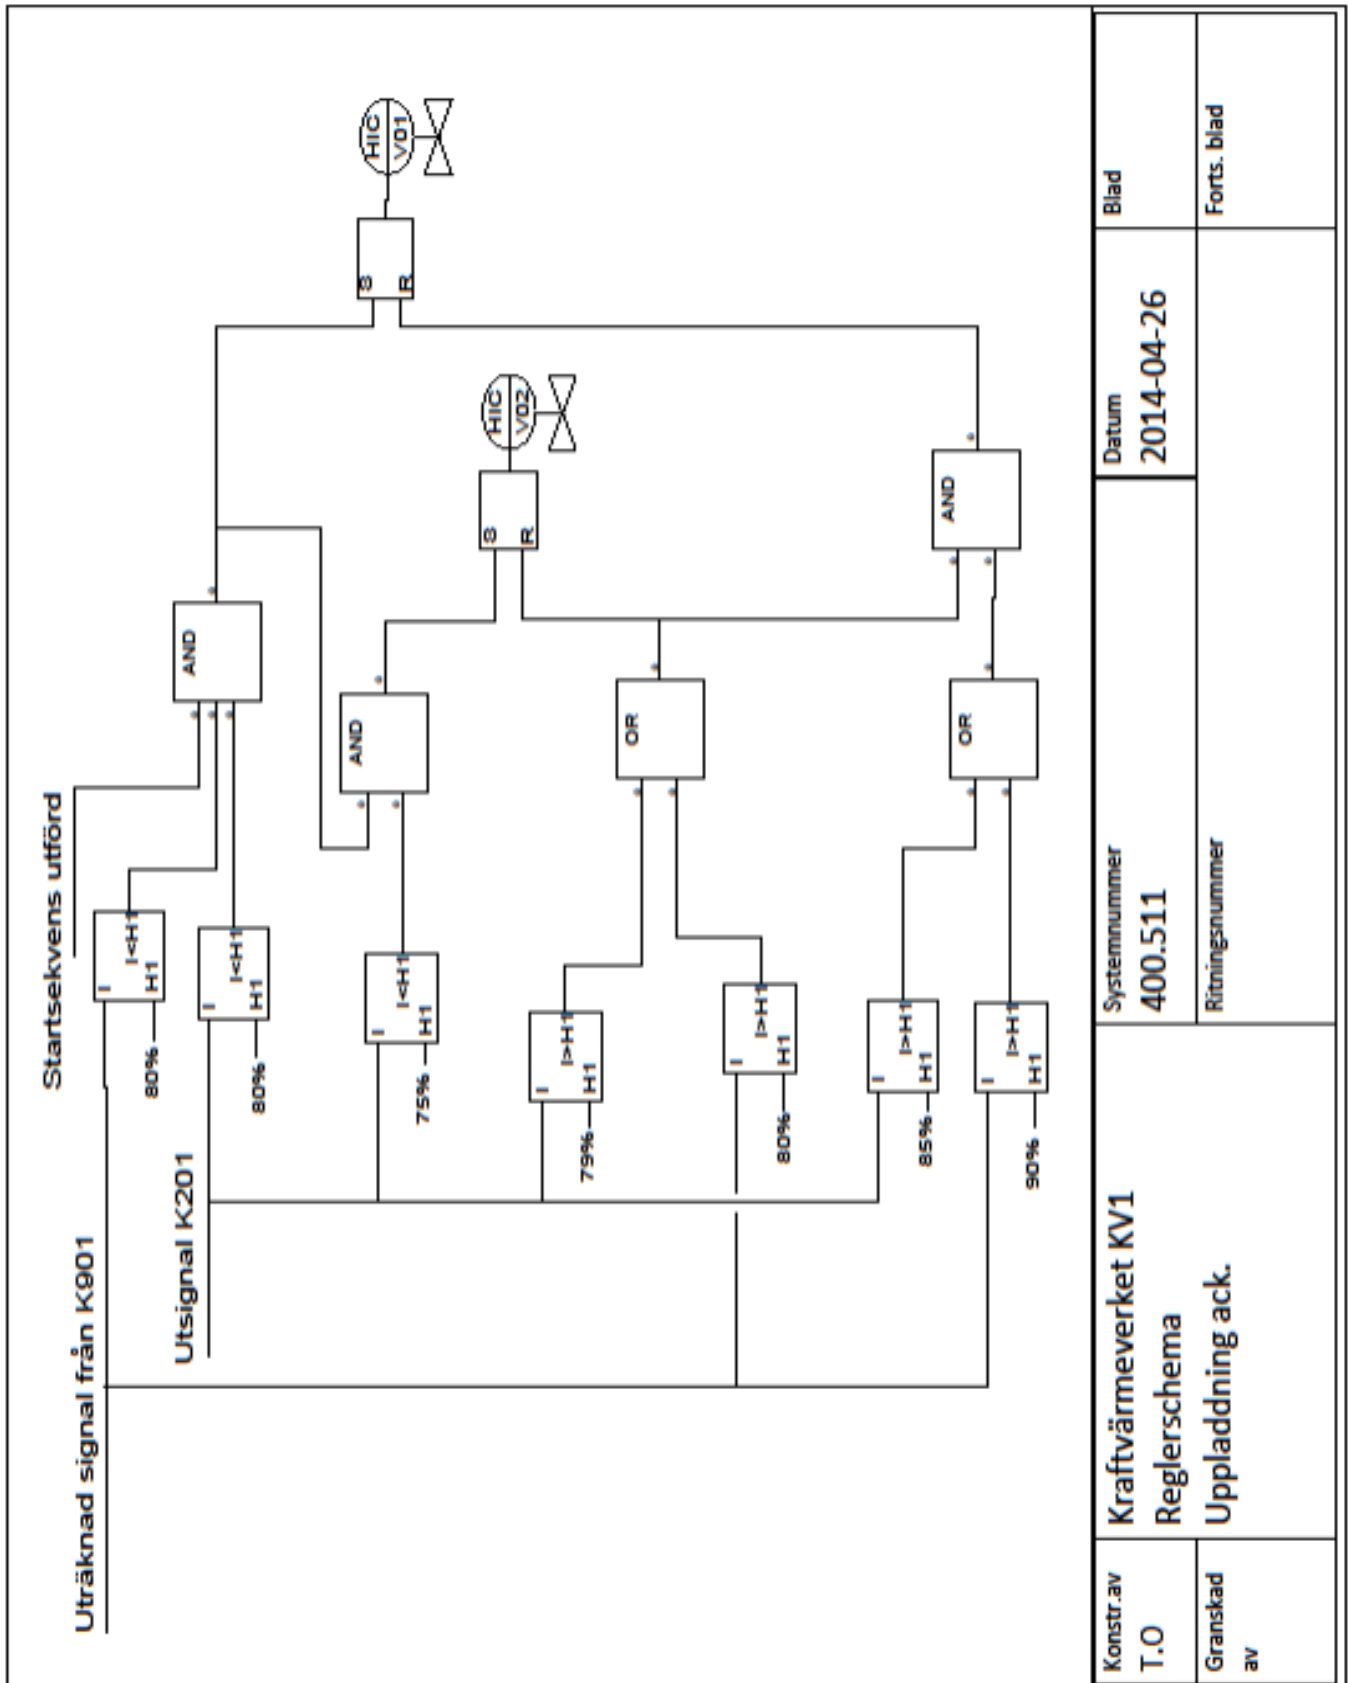 Startsekvens utförd
Uträknad signal från K901
Utsignal K201
I
I<H1
H1
80%
I
I<H1
H1
80%
I
I<H1
H1
75%
I
I>H1
H1
79%
I
I>H1
H1
80%
I
I>H1
H1
85%
I
I>H1
H1
90%
AND
AND
OR
OR
AND
S
R
HIC
V02
S
R
HIC
V01
Konstr.av
T.O
Granskad
av
Kraftvärmeverket KV1
Reglerschema
Uppladdning ack.
Systemnummer
400.511
Ritningsnummer
Datum
2014-04-26
Blad
Forts. blad